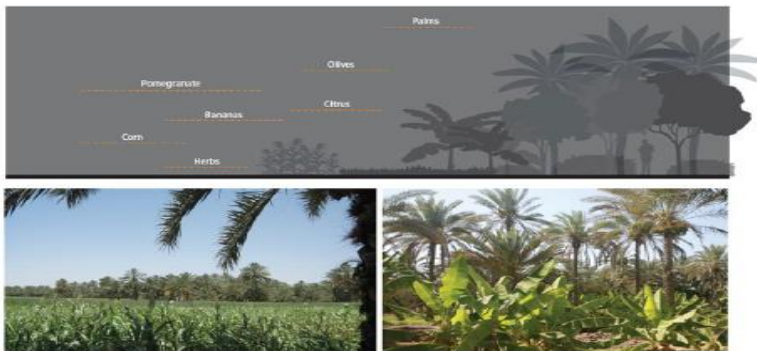 Palms
Olives
Pomegranate
Citrus
Bananas
Corn
Herbs